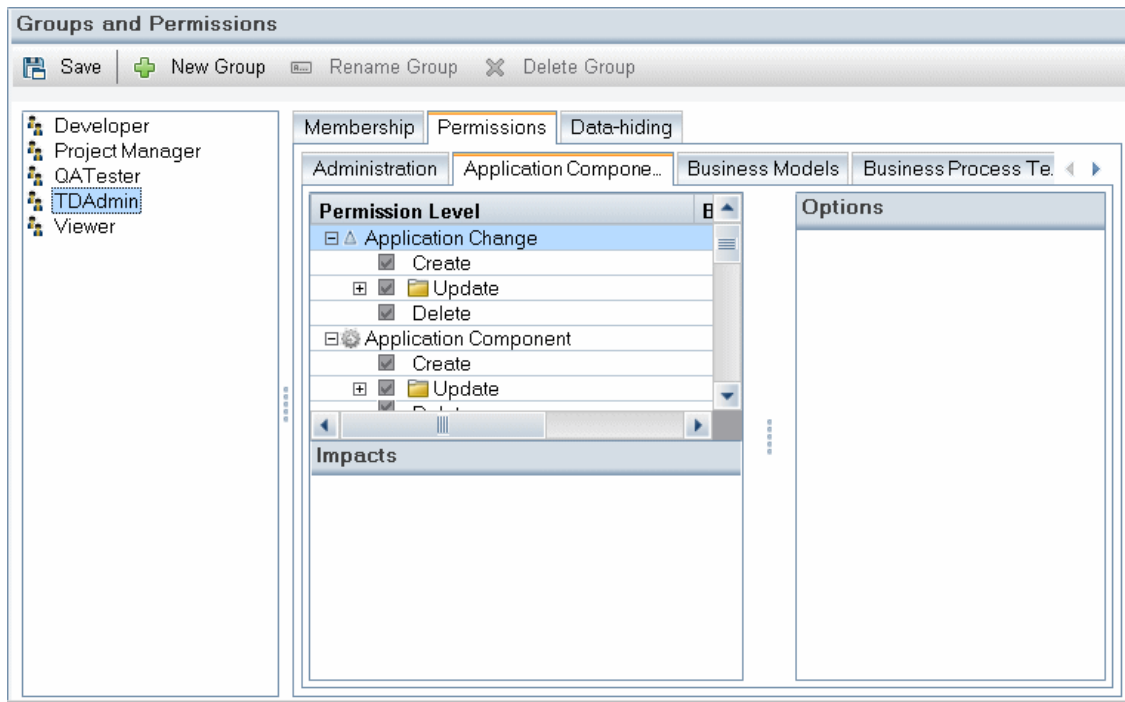 Groups and Permissions
Save New Group Rename Group Delete Group
Developer
Project Manager
QATester
TDAdmin
Viewer
Membership Permissions Data-hiding
Administration Application Compone... Business Models Business Process Te.
Permission Level
Options
Application Change
Create
Update
Delete
Application Component
Create
Update
Impacts